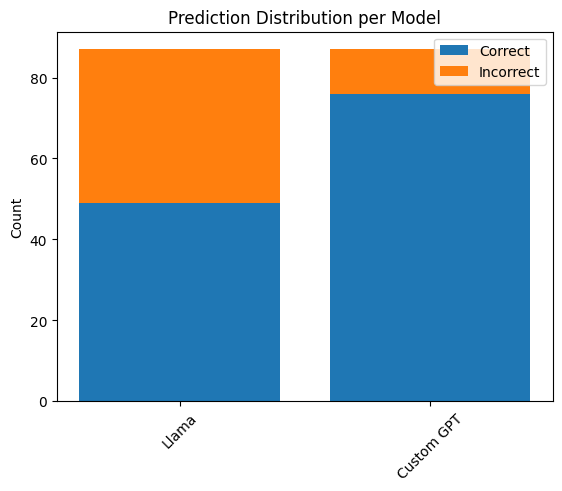 Prediction Distribution per Model
Correct
Incorrect
Count
80
60
40
20
0
Llama
Custom GPT